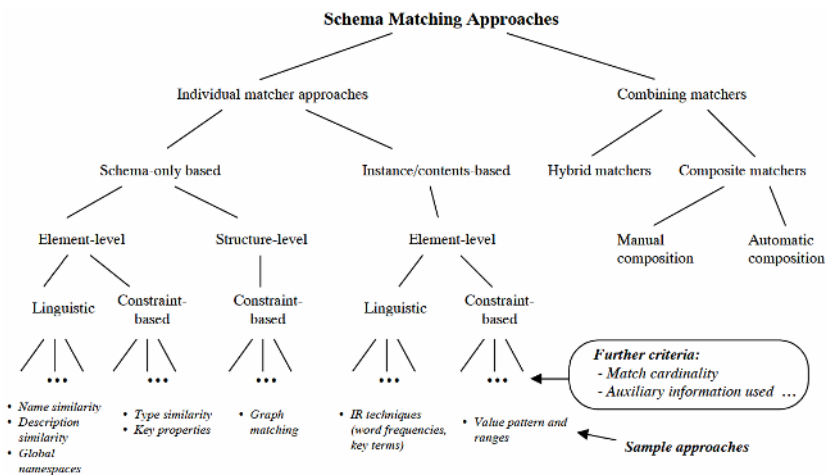 Schema Matching Approaches
Individual matcher approaches
Combining matchers
Schema-only based
Instance/contents-based
Hybrid matchers
Composite matchers
Element-level
Structure-level
Element-level
Manual
composition
Automatic
composition
Linguistic
Constraint-
based
Constraint-
based
Linguistic
Constraint-
based
Further criteria:
- Match cardinality
- Auxiliary information used …
•••
•••
•••
•••
•••
• Name similarity
• Description
similarity
• Global
namespaces
• Type similarity
• Key properties
• Graph
matching
• IR techniques
(word frequencies,
key terms)
• Value pattern and
ranges
Sample approaches